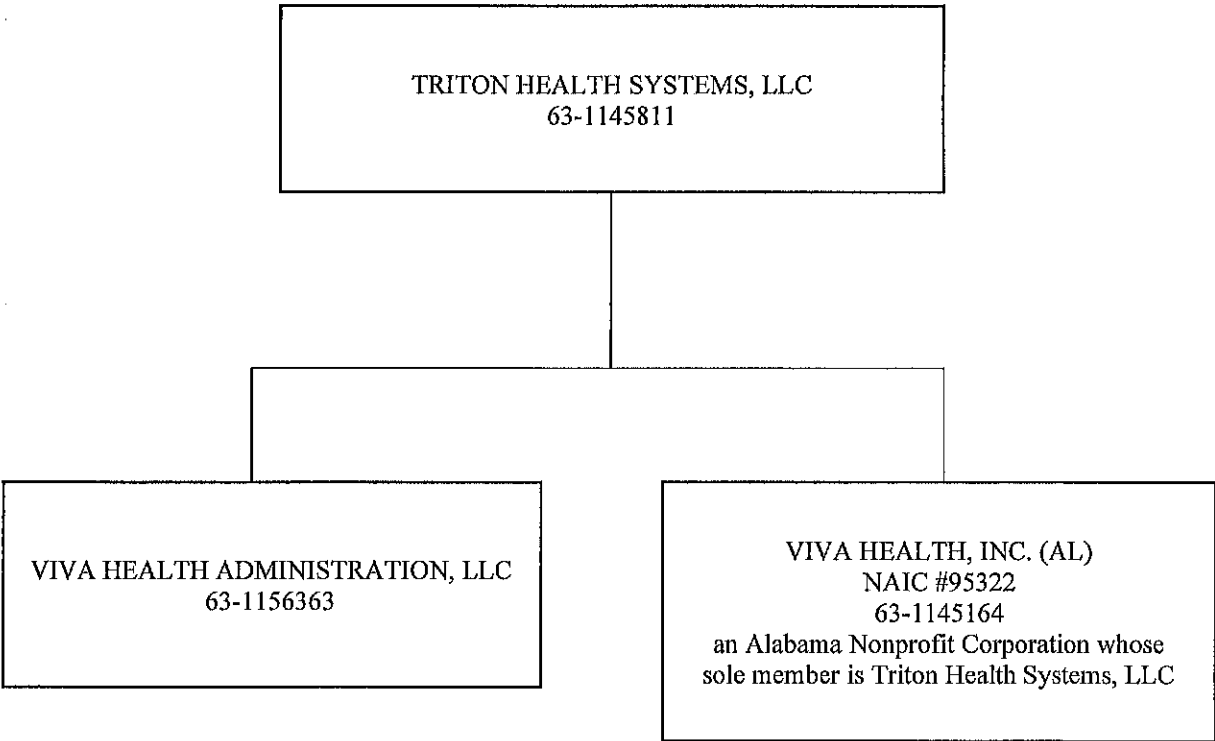 TRITON HEALTH SYSTEMS, LLC
63-1145811
VIVA HEALTH ADMINISTRATION, LLC
63-1156363
VIVA HEALTH, INC. (AL)
NAIC #95322
63-1145164
an Alabama Nonprofit Corporation whose
sole member is Triton Health Systems, LLC